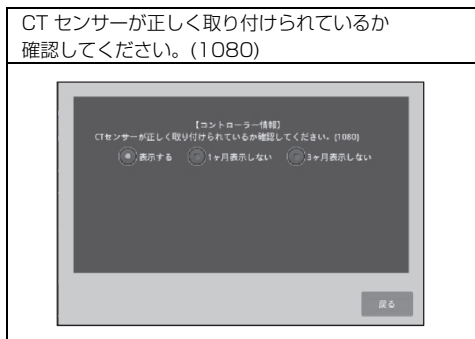 CT センサーが正しく取り付けられているか
確認してください。(1080)
【コントローラー情報】
CTセンサーが正しく取り付けられているか確認してください。(1080)
表示する 1ヶ月表示しない 3ヶ月表示しない
戻る